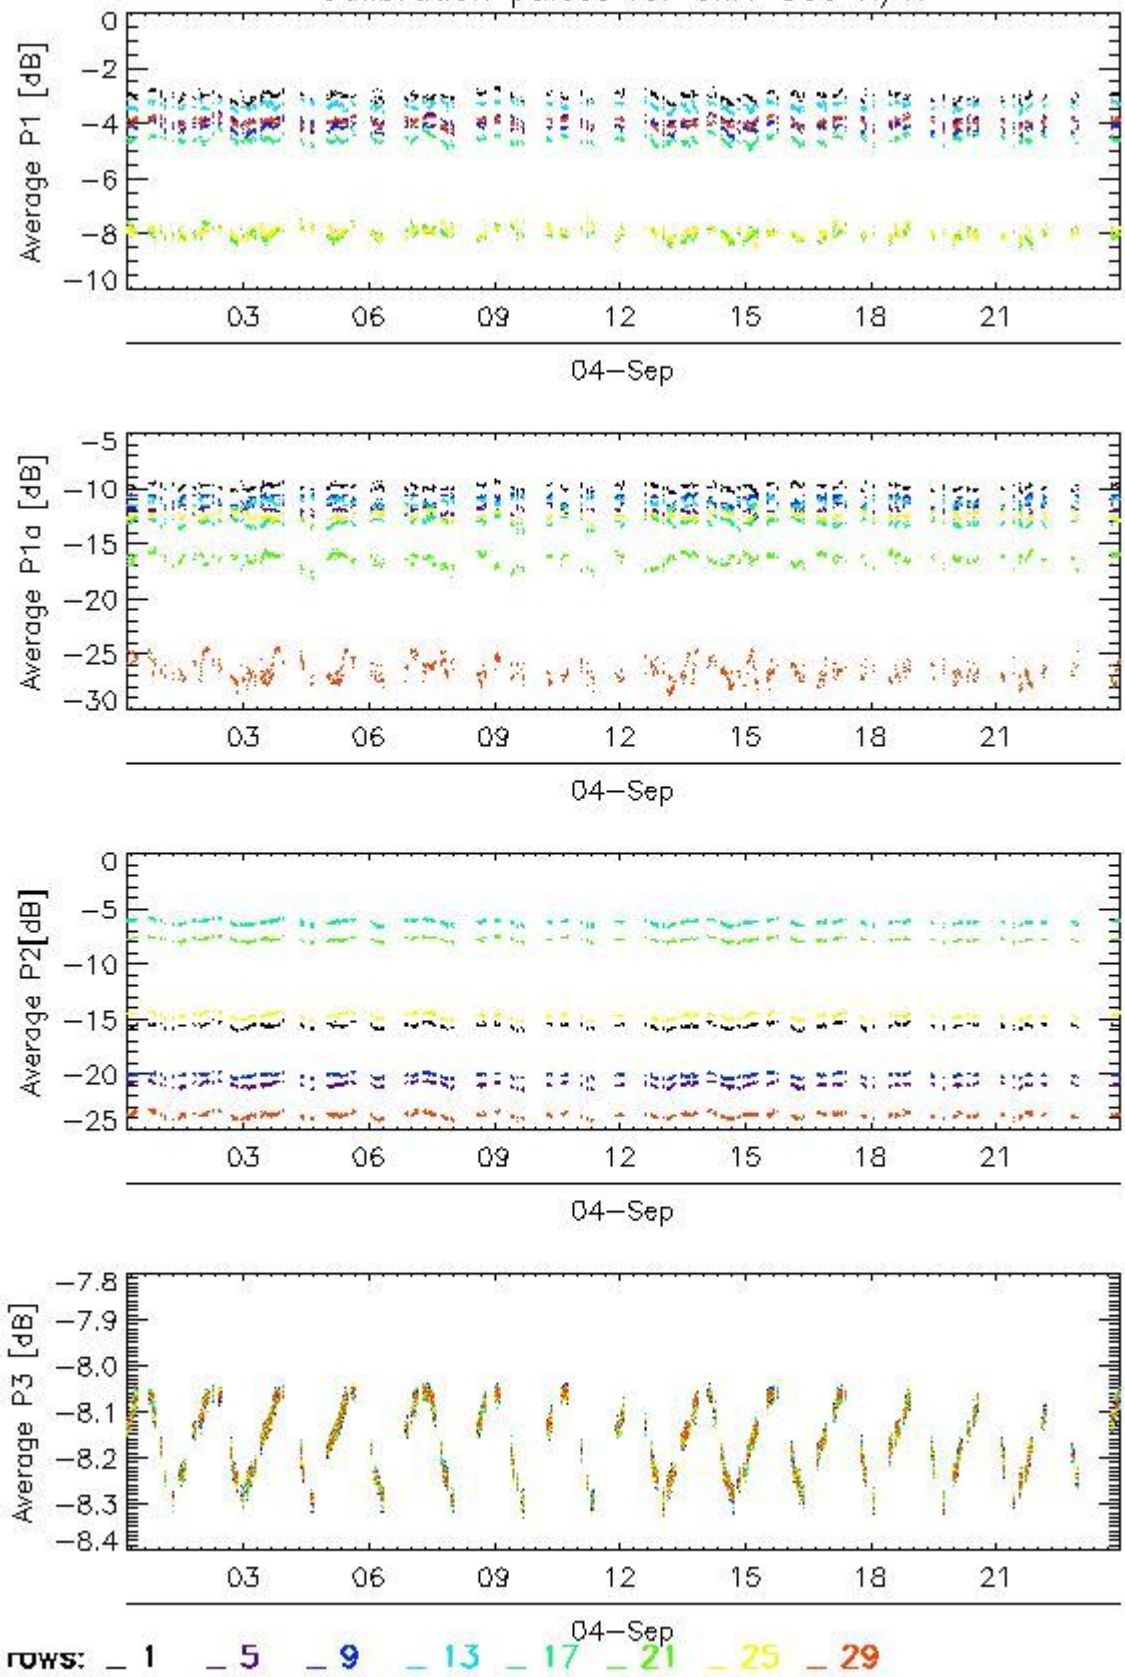 0
-2
-4
-6
-8
-10
Average P1 [dB]
03 06 09 12 15 18 21
04-Sep
-5
-10
-15
-20
-25
-30
Average P1a [dB]
03 06 09 12 15 18 21
04-Sep
0
-5
-10
-15
-20
-25
Average P2[dB]
03 06 09 12 15 18 21
04-Sep
-7.8
-7.9
-8.0
-8.1
-8.2
-8.3
-8.4
Average P3 [dB]
03 06 09 12 15 18 21
04-Sep
rows: _ 1 _ 5 _ 9 _ 13 _ 17 _ 21 _ 25 _ 29